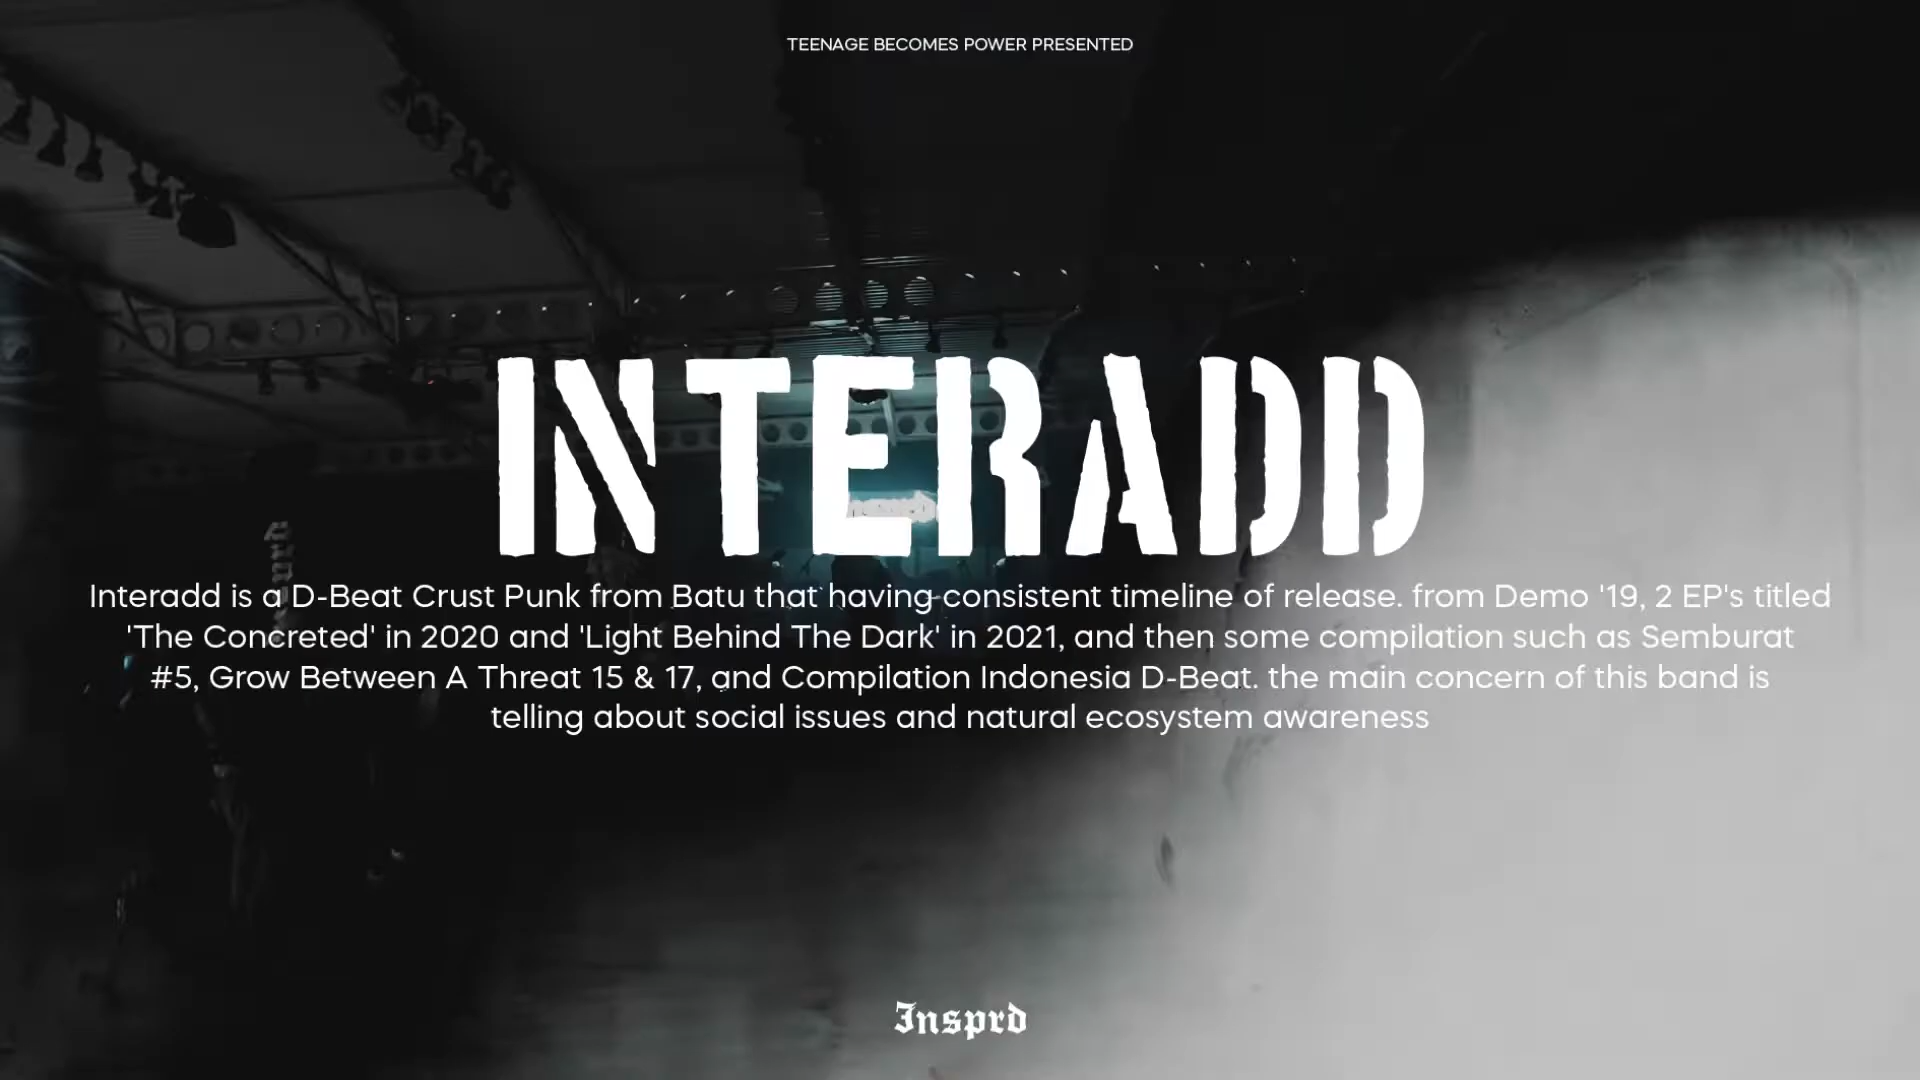 TEENAGE BECOMES POWER PRESENTED
INTERADD
Interadd is a D-Beat Crust Punk from Batu that having consistent timeline of release. from Demo '19, 2 EP's titled
'The Concreted' in 2020 and 'Light Behind The Dark' in 2021, and then some compilation such as Semburat
#5, Grow Between A Threat 15 & 17, and Compilation Indonesia D-Beat. the main concern of this band is
telling about social issues and natural ecosystem awareness
Insprd